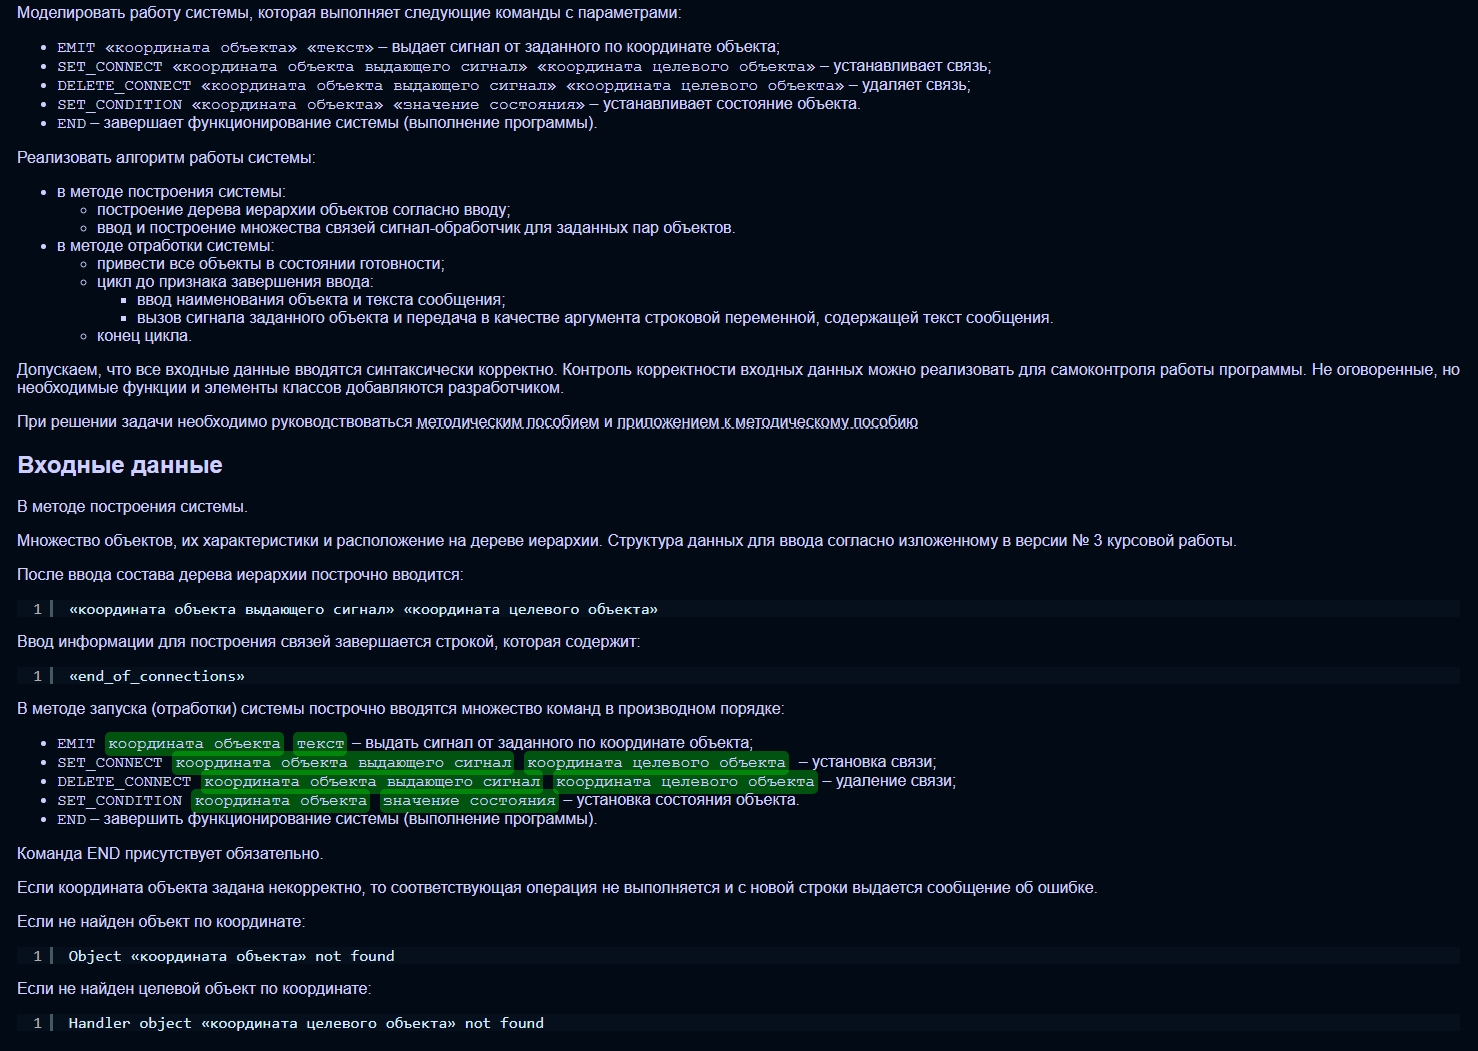 Моделировать работу системы, которая выполняет следующие команды с параметрами:
EMIT «координата объекта» «текст» – выдает сигнал от заданного по координате объекта;
SET_CONNECT «координата объекта выдающего сигнал» «координата целевого объекта» – устанавливает связь;
DELETE_CONNECT «координата объекта выдающего сигнал» «координата целевого объекта» – удаляет связь;
SET_CONDITION «координата объекта» «значение состояния» – устанавливает состояние объекта.
END – завершает функционирование системы (выполнение программы).
Реализовать алгоритм работы системы:
в методе построения системы:
построение дерева иерархии объектов согласно вводу;
ввод и построение множества связей сигнал-обработчик для заданных пар объектов.
в методе отработки системы:
привести все объекты в состоянии готовности;
цикл до признака завершения ввода:
ввод наименования объекта и текста сообщения;
вызов сигнала заданного объекта и передача в качестве аргумента строковой переменной, содержащей текст сообщения.
конец цикла.
Допускаем, что все входные данные вводятся синтаксически корректно. Контроль корректности входных данных можно реализовать для самоконтроля работы программы. Не оговоренные, но
необходимые функции и элементы классов добавляются разработчиком.
При решении задачи необходимо руководствоваться методическим пособием и приложением к методическому пособию
Входные данные
В методе построения системы.
Множество объектов, их характеристики и расположение на дереве иерархии. Структура данных для ввода согласно изложенному в версии № 3 курсовой работы.
После ввода состава дерева иерархии построчно вводится:
1 «координата объекта выдающего сигнал» «координата целевого объекта»
Ввод информации для построения связей завершается строкой, которая содержит:
1 «end_of_connections»
В методе запуска (отработки) системы построчно вводятся множество команд в производном порядке:
EMIT координата объекта текст – выдать сигнал от заданного по координате объекта;
SET_CONNECT координата объекта выдающего сигнал координата целевого объекта – установка связи;
DELETE_CONNECT координата объекта выдающего сигнал координата целевого объекта – удаление связи;
SET_CONDITION координата объекта значение состояния – установка состояния объекта.
END – завершить функционирование системы (выполнение программы).
Команда END присутствует обязательно.
Если координата объекта задана некорректно, то соответствующая операция не выполняется и с новой строки выдается сообщение об ошибке.
Если не найден объект по координате:
1 Object «координата объекта» not found
Если не найден целевой объект по координате:
1 Handler object «координата целевого объекта» not found